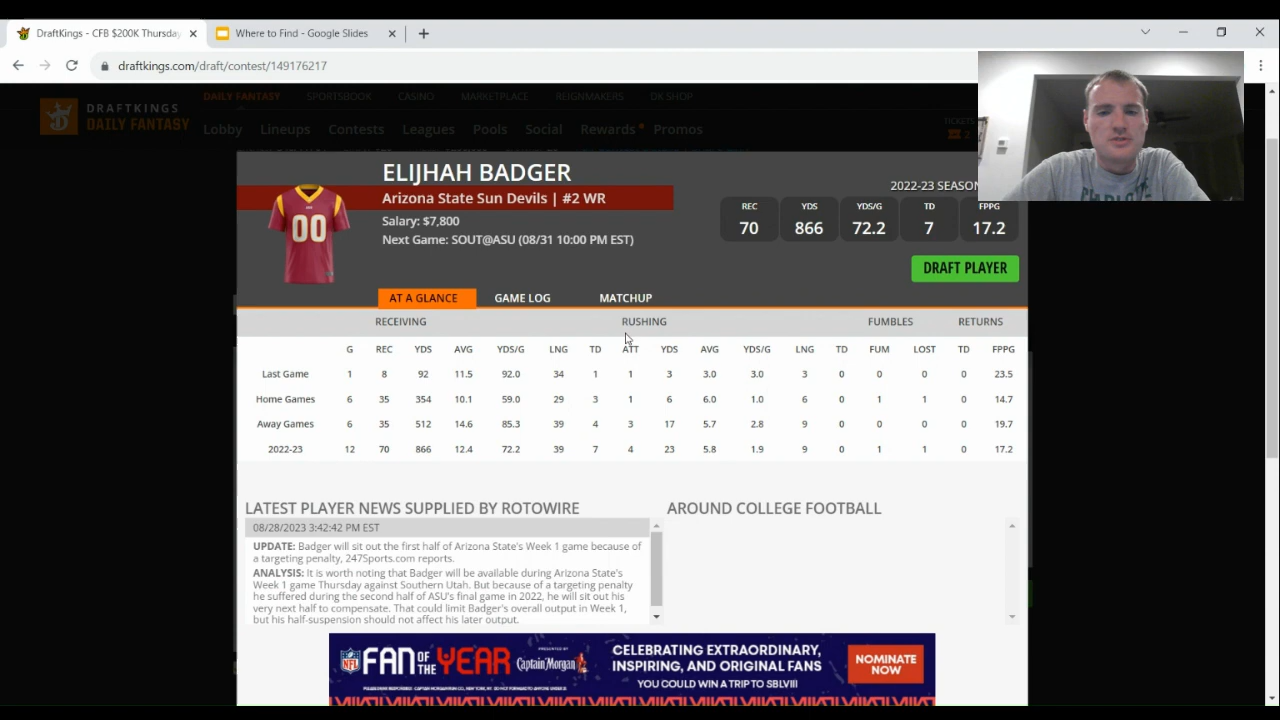 DraftKings - CFB $200K Thursday
Where to Find - Google Slides
draftkings.com/draft/contest/149176217
DAILY FANTASY SPORTSBOOK CASINO MARKETPLACE REIGNMAKERS DK SHOP
DRAFTKINGS
DAILY FANTASY
Lobby Lineups Contests Leagues Pools Social Rewards Promos
ELIJHAH BADGER
Arizona State Sun Devils | #2 WR
Salary: $7,800
Next Game: SOUT@ASU (08/31 10:00 PM EST)
00
2022-23 SEASON
REC YDS YDS/G TD FPPG
70 866 72.2 7 17.2
DRAFT PLAYER
AT A GLANCE GAME LOG MATCHUP
RECEIVING RUSHING FUMBLES RETURNS
G REC YDS AVG YDS/G LNG TD ATT YDS AVG YDS/G LNG TD FUM LOST TD FPPG
Last Game 1 8 92 11.5 92.0 34 1 1 3 3.0 3.0 3 0 0 0 0 23.5
Home Games 6 35 354 10.1 59.0 29 3 1 6 6.0 1.0 6 0 1 1 0 14.7
Away Games 6 35 512 14.6 85.3 39 4 3 17 5.7 2.8 9 0 0 0 0 19.7
2022-23 12 70 866 12.4 72.2 39 7 4 23 5.8 1.9 9 0 1 1 0 17.2
LATEST PLAYER NEWS SUPPLIED BY ROTOWIRE
08/28/2023 3:42:42 PM EST
UPDATE: Badger will sit out the first half of Arizona State's Week 1 game because of
a targeting penalty, 247Sports.com reports.
ANALYSIS: It is worth noting that Badger will be available during Arizona State's
Week 1 game Thursday against Southern Utah. But because of a targeting penalty
he suffered during the second half of ASU's final game in 2022, he will sit out his
very next half to compensate. That could limit Badger's overall output in Week 1,
but his half-suspension should not affect his later output.
AROUND COLLEGE FOOTBALL
NFL
FAN OF THE YEAR
PRESENTED BY
Captain Morgan
CELEBRATING EXTRAORDINARY,
INSPIRING, AND ORIGINAL FANS
YOU COULD WIN A TRIP TO SBLVIII
NOMINATE
NOW